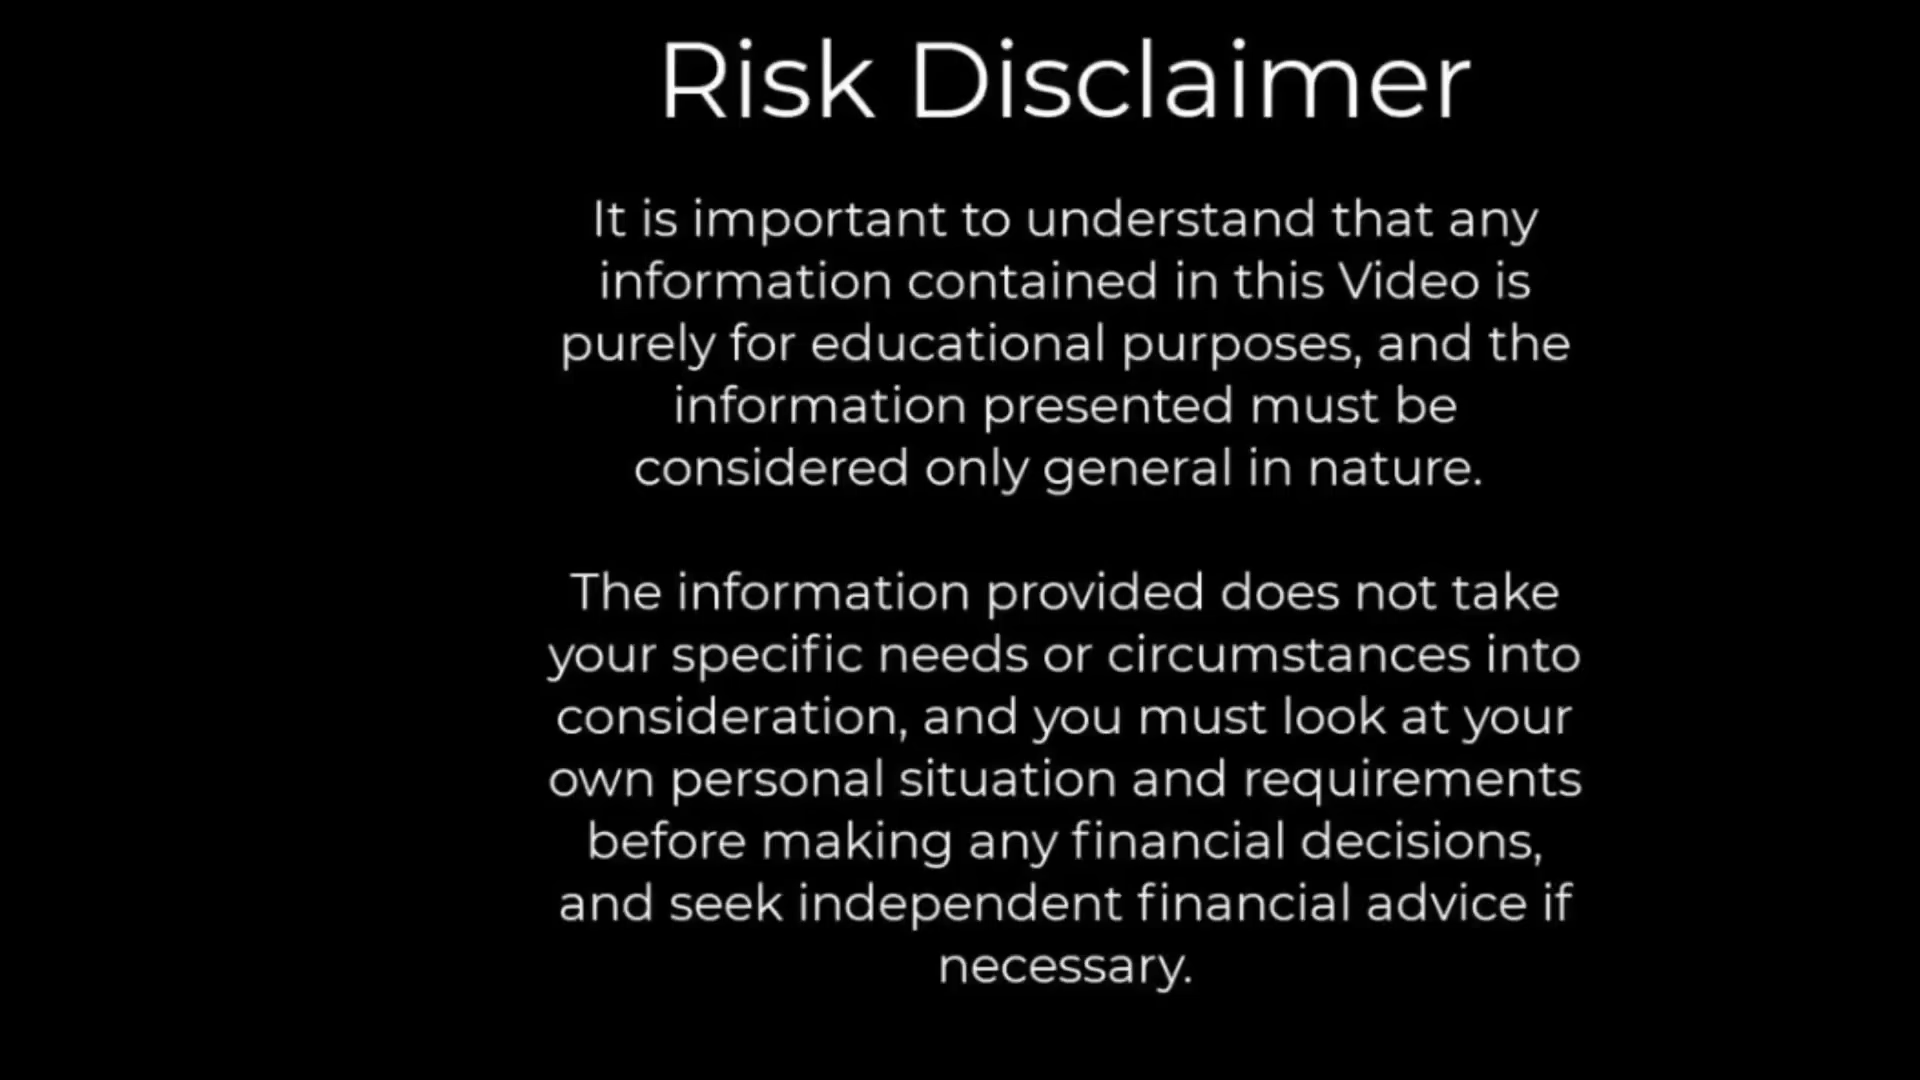 Risk Disclaimer
It is important to understand that any
information contained in this Video is
purely for educational purposes, and the
information presented must be
considered only general in nature.
The information provided does not take
your specific needs or circumstances into
consideration, and you must look at your
own personal situation and requirements
before making any financial decisions,
and seek independent financial advice if
necessary.